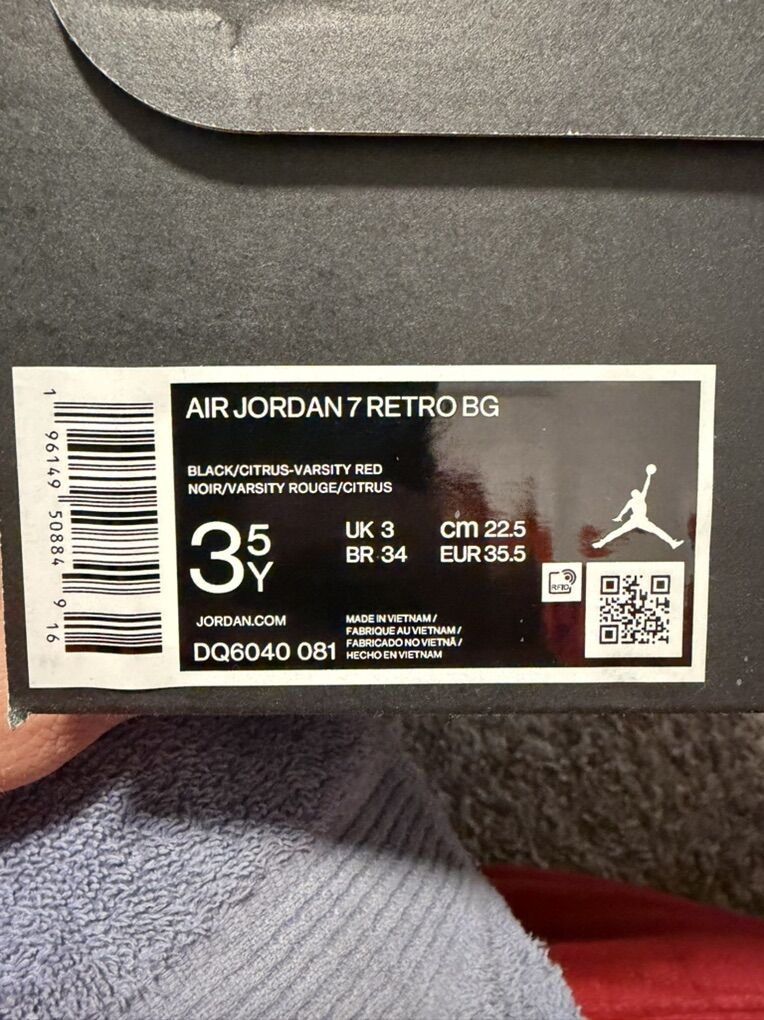 AIR JORDAN 7 RETRO BG
BLACK/CITRUS-VARSITY RED
NOIR/VARSITY ROUGE/CITRUS
3 5 Y
UK 3
BR 34
cm 22.5
EUR 35.5
RFID
JORDAN.COM
DQ6040 081
MADE IN VIETNAM /
FABRIQUE AU VIETNAM /
FABRICADO NO VIETNÃ /
HECHO EN VIETNAM
1 96149 50884 9 16